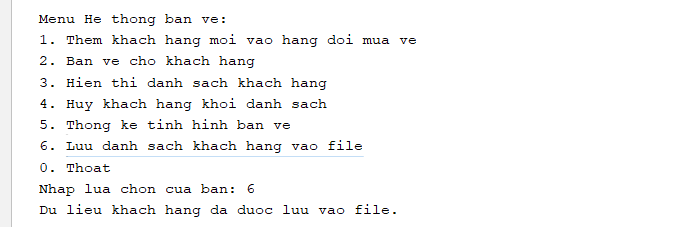 Menu He thong ban ve:
1. Them khach hang moi vao hang doi mua ve
2. Ban ve cho khach hang
3. Hien thi danh sach khach hang
4. Huy khach hang khoi danh sach
5. Thong ke tinh hinh ban ve
6. Luu danh sach khach hang vao file
0. Thoat
Nhap lua chon cua ban: 6
Du lieu khach hang da duoc luu vao file.